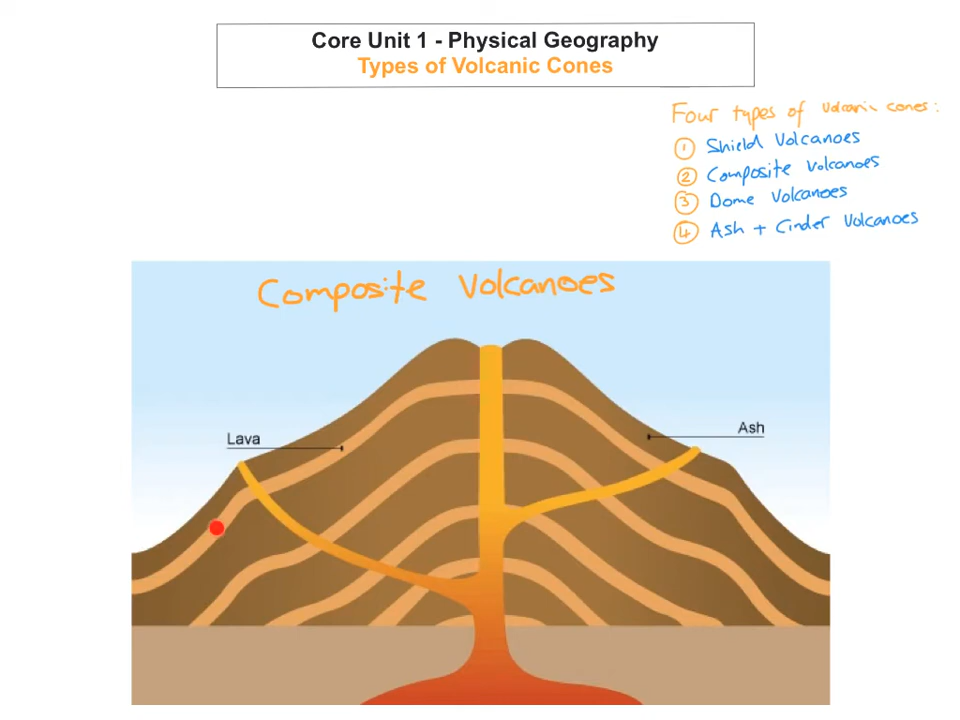 Core Unit 1 - Physical Geography
Types of Volcanic Cones
Four types of Volcanic cones:
① Shield Volcanoes
② Composite Volcanoes
③ Dome Volcanoes
④ Ash + Cinder Volcanoes
Composite Volcanoes
Lava
Ash